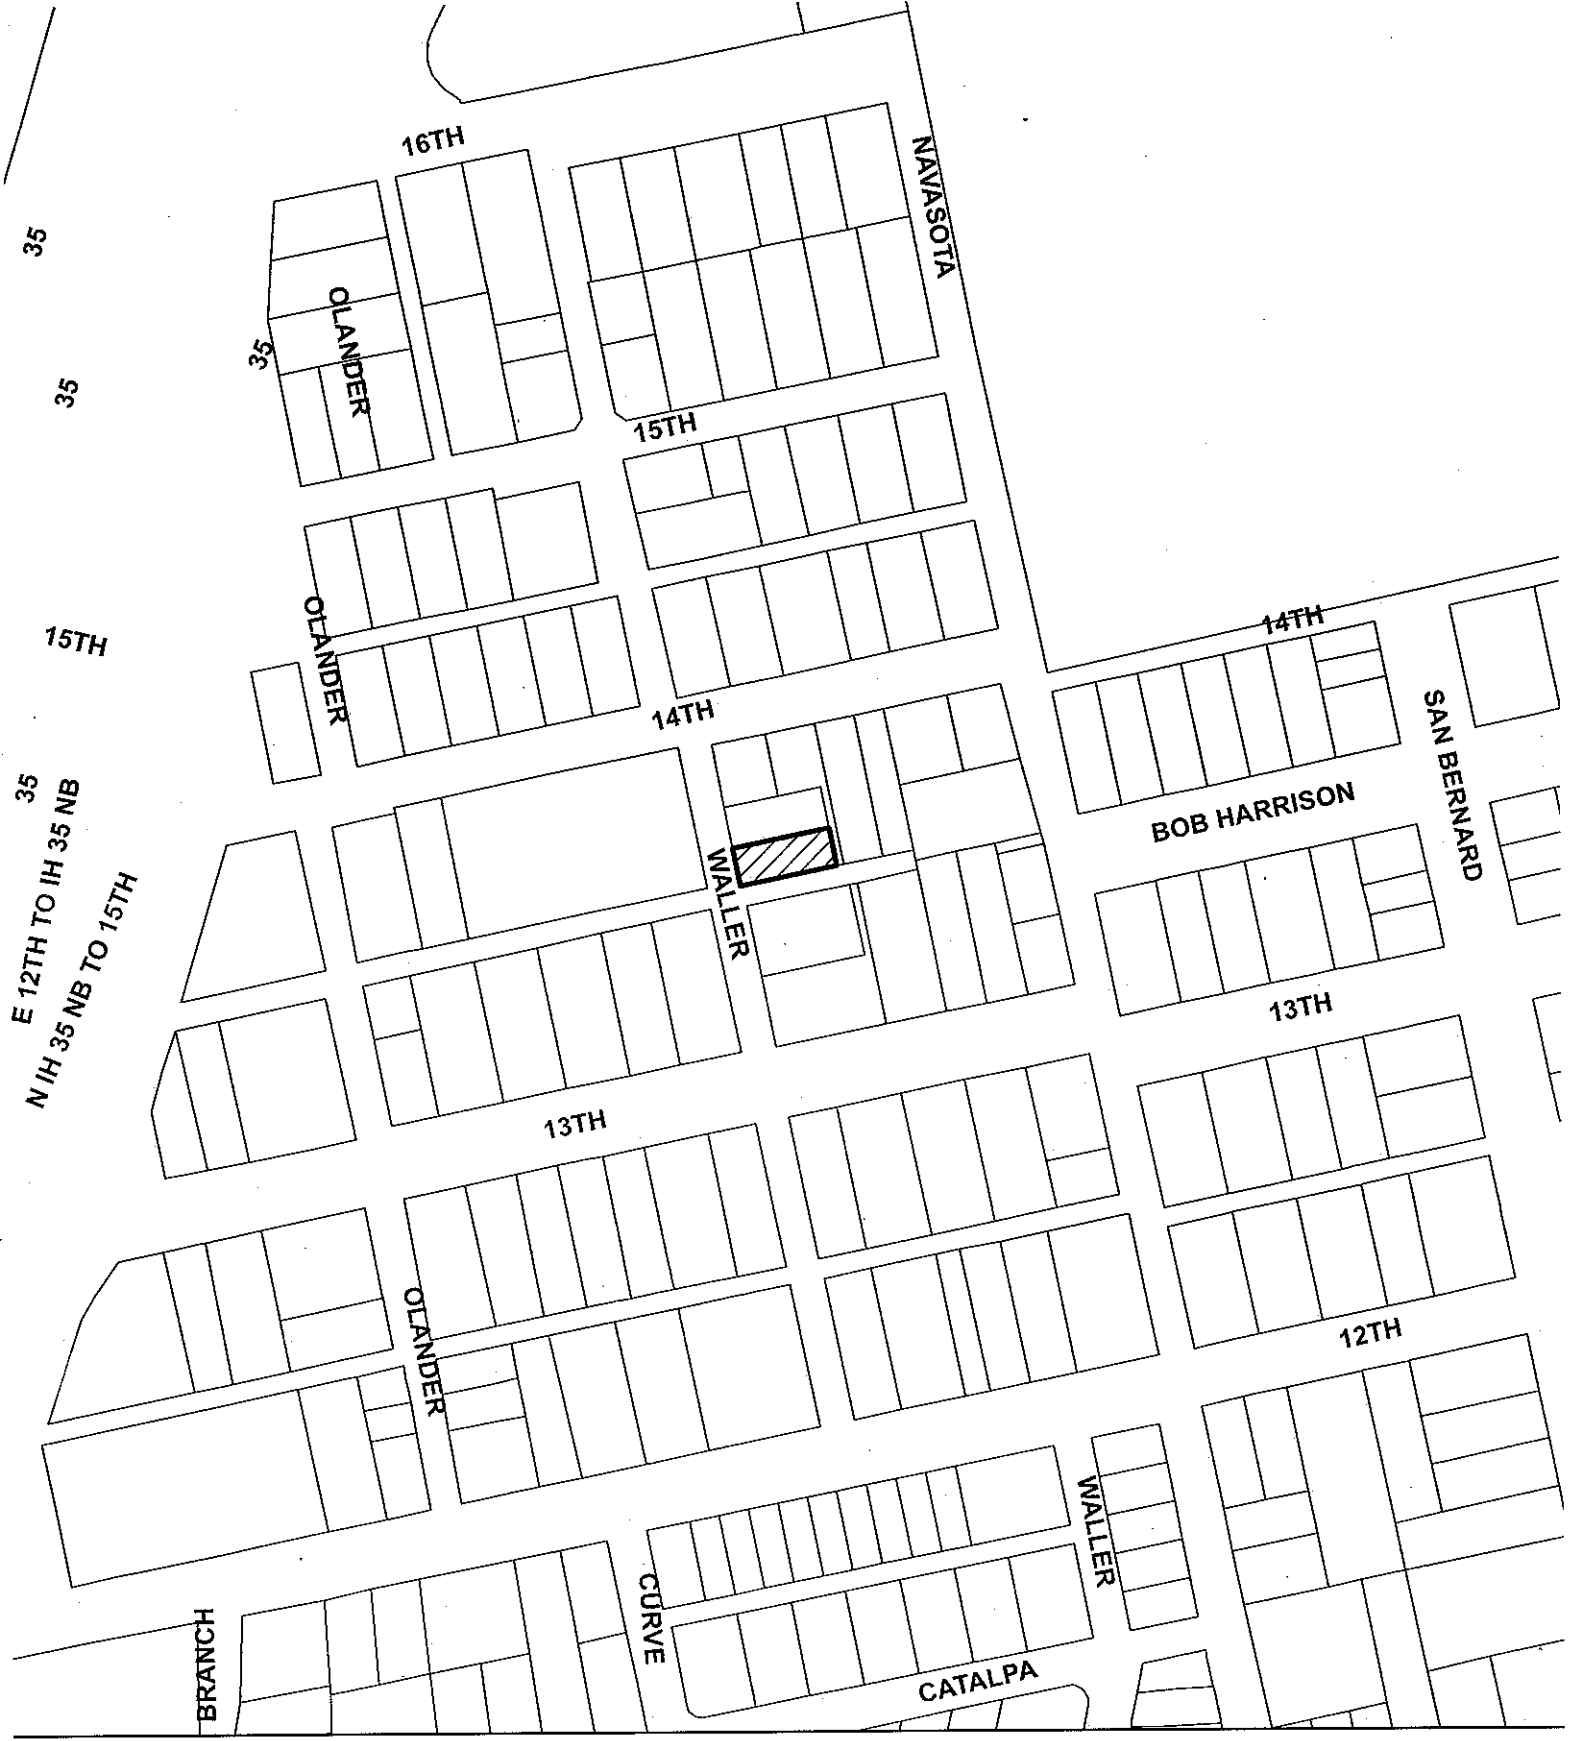 16TH
NAVASOTA
35
OLANDER
35
35
15TH
14TH
OLANDER
15TH
14TH
SAN BERNARD
35
E 12TH TO IH 35 NB
BOB HARRISON
N IH 35 NB TO 15TH
WALLER
13TH
13TH
OLANDER
12TH
WALLER
CURVE
BRANCH
CATALPA